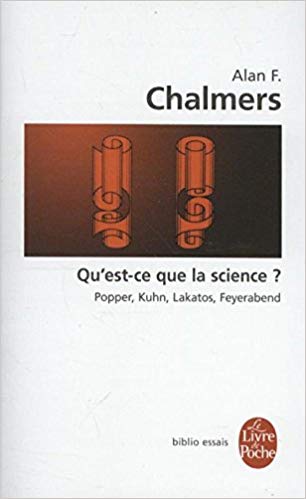 Alan F.
Chalmers
Qu'est-ce que la science ?
Popper, Kuhn, Lakatos, Feyerabend
biblio essais
Le
Livre
de
Poche